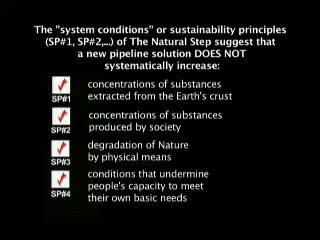 The "system conditions" or sustainability principles
(SP#1, SP#2,...) of The Natural Step suggest that
a new pipeline solution DOES NOT
systematically increase:
concentrations of substances
extracted from the Earth's crust
SP#1
concentrations of substances
produced by society
SP#2
degradation of Nature
by physical means
SP#3
conditions that undermine
people's capacity to meet
their own basic needs
SP#4